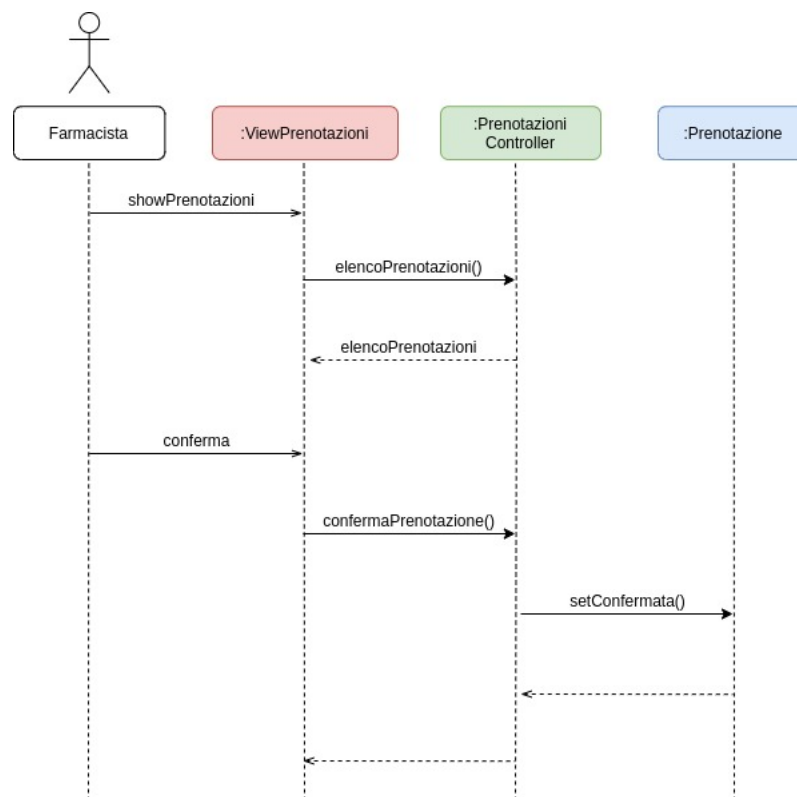 Farmacista
:ViewPrenotazioni
:Prenotazioni
Controller
:Prenotazione
showPrenotazioni
elencoPrenotazioni()
elencoPrenotazioni
conferma
confermaPrenotazione()
setConfermata()